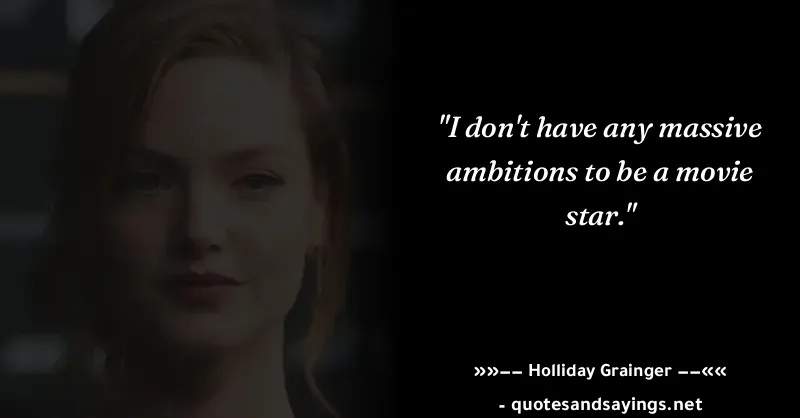 "I don't have any massive
ambitions to be a movie
star."
»»–– Holliday Grainger ––««
- quotesandsayings.net